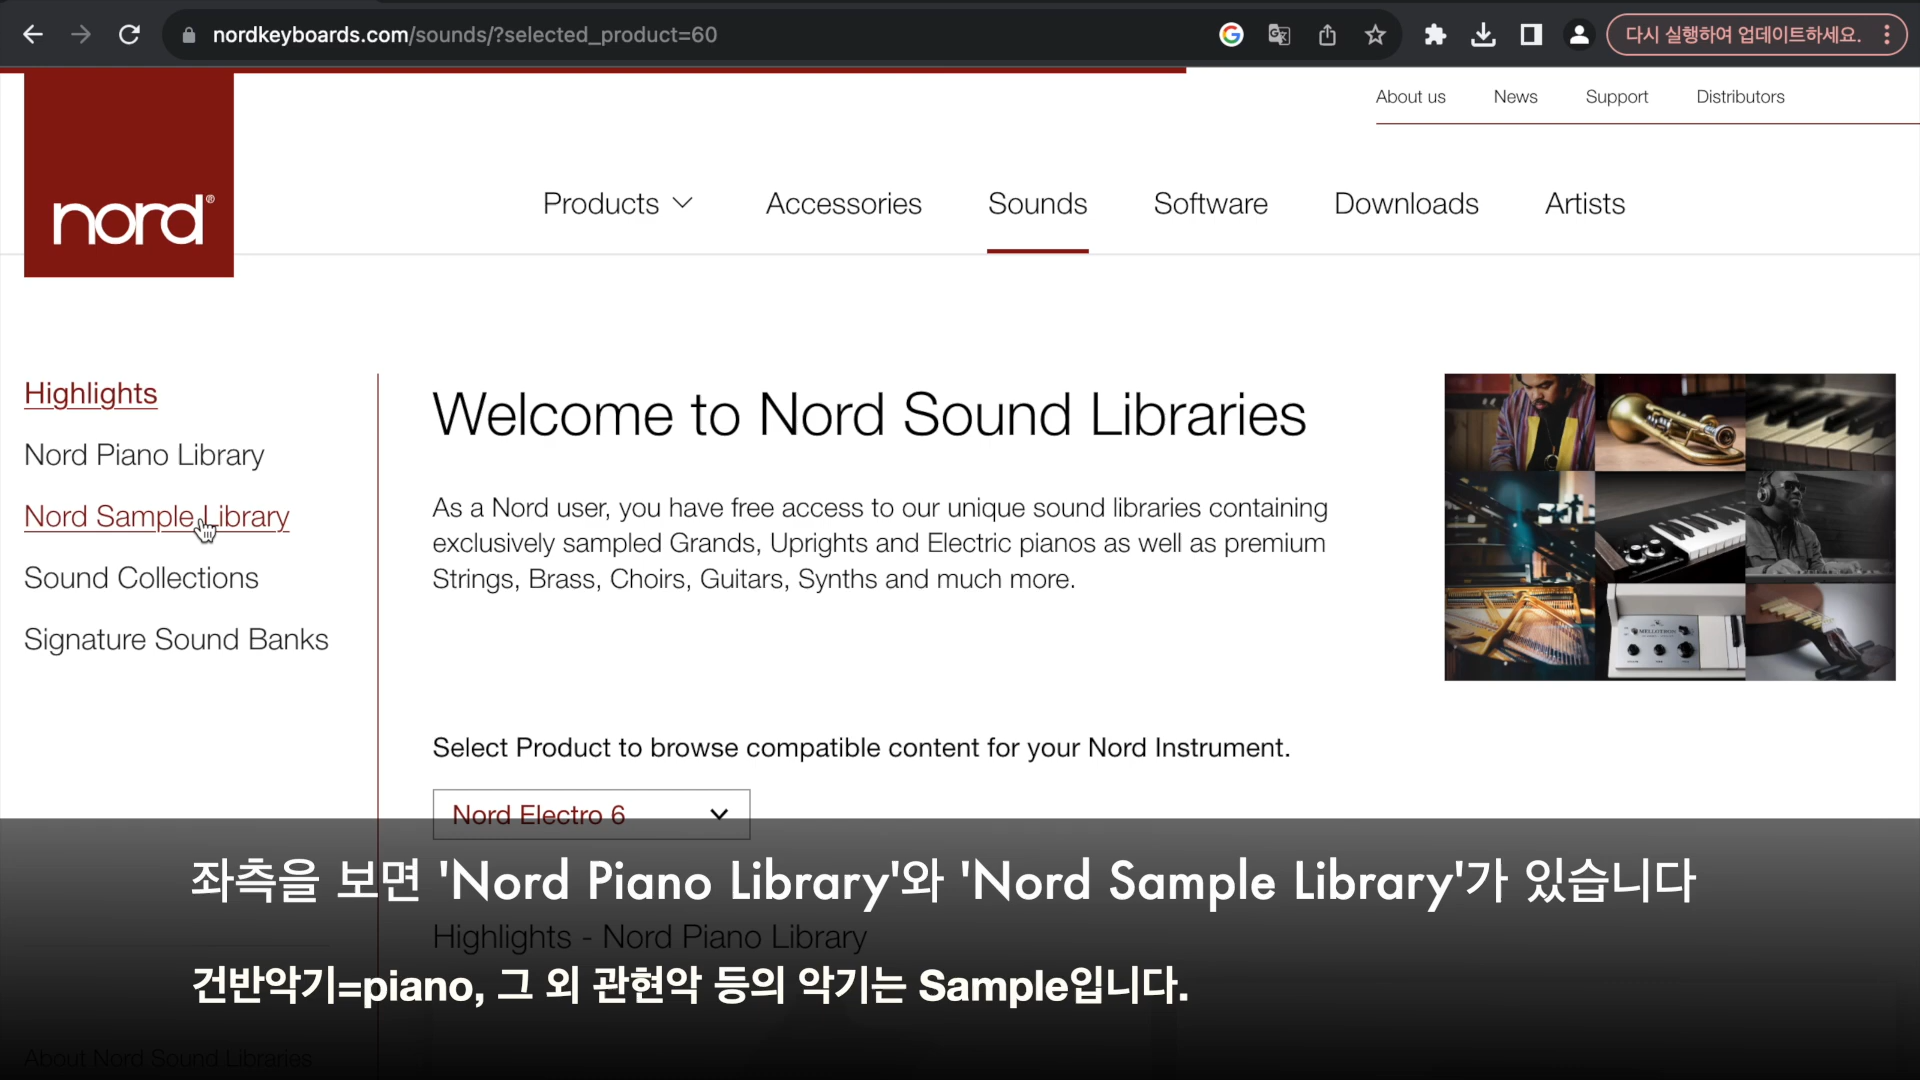 nordkeyboards.com/sounds/?selected_product=60
다시 실행하여 업데이트하세요.
About us
News
Support
Distributors
nord®
Products
Accessories
Sounds
Software
Downloads
Artists
Highlights
Nord Piano Library
Nord Sample Library
Sound Collections
Signature Sound Banks
Welcome to Nord Sound Libraries
As a Nord user, you have free access to our unique sound libraries containing
exclusively sampled Grands, Uprights and Electric pianos as well as premium
Strings, Brass, Choirs, Guitars, Synths and much more.
MELLOTRON
Select Product to browse compatible content for your Nord Instrument.
Nord Electro 6
좌측을 보면 'Nord Piano Library'와 'Nord Sample Library'가 있습니다
Highlights - Nord Piano Library
건반악기=piano, 그 외 관현악 등의 악기는 Sample입니다.
About Nord Sound Libraries